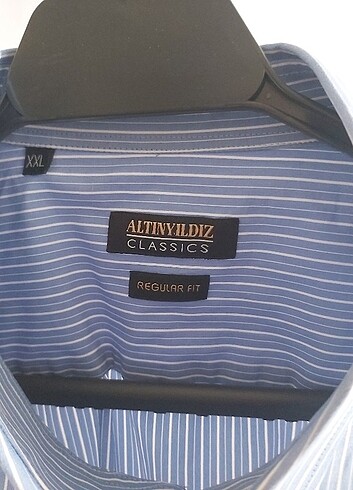 XXL
ALTINYILDIZ
CLASSICS
REGULAR FIT